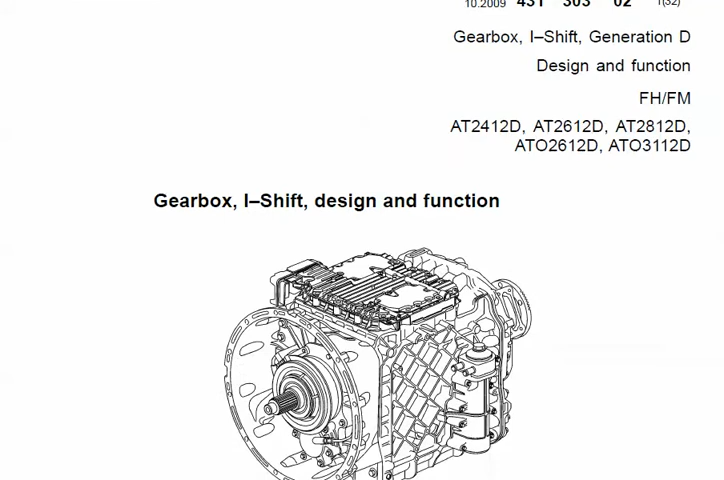 10.2009 431 303 02 1(32)
Gearbox, I–Shift, Generation D
Design and function
FH/FM
AT2412D, AT2612D, AT2812D,
ATO2612D, ATO3112D
Gearbox, I–Shift, design and function